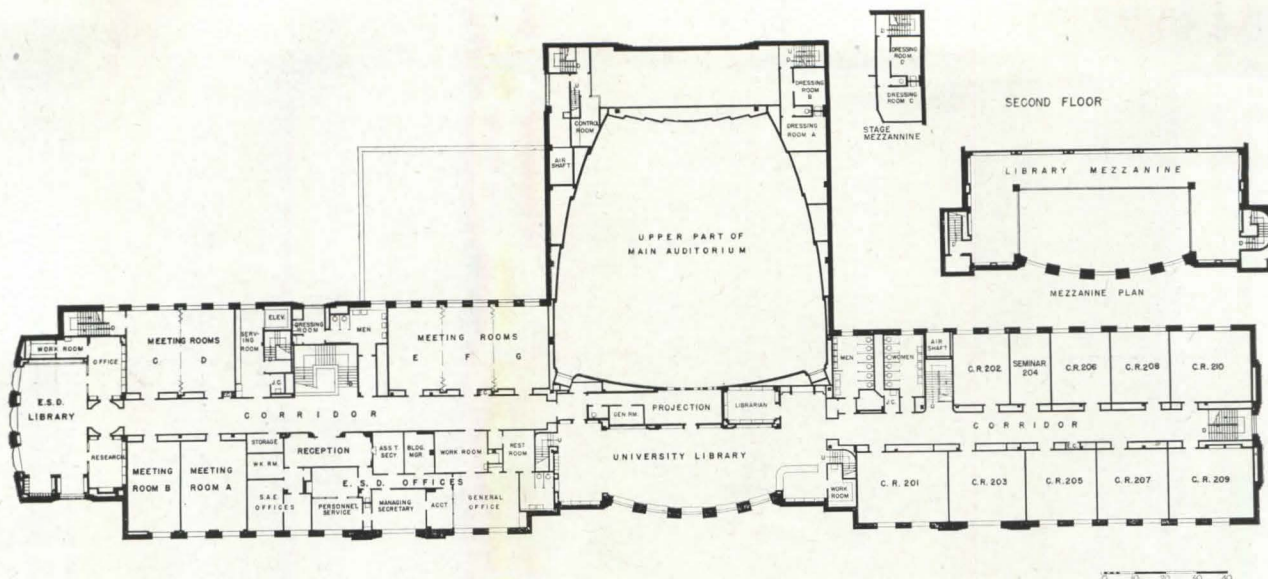 SECOND FLOOR
U
D
D
DRESSING ROOM D
DRESSING ROOM C
STAGE MEZZANNINE
LIBRARY MEZZANINE
D
D
MEZZANINE PLAN
D
U
D
CONTROL ROOM
DRESSING ROOM B
DRESSING ROOM A
AIR SHAFT
UPPER PART OF
MAIN AUDITORIUM
D
WORK ROOM
OFFICE
MEETING ROOMS
C D
SERVING ROOM
ELEV.
J.C.
DRESSING ROOM
MEN
MEETING ROOMS
E F G
MEN
WOMEN
J.C.
AIR SHAFT
D
C.R. 202
SEMINAR 204
C.R. 206
C.R. 208
C.R. 210
E.S.D.
LIBRARY
CORRIDOR
GEN. RM.
PROJECTION
LIBRARIAN
CORRIDOR
D
RESEARCH
MEETING ROOM B
MEETING ROOM A
STORAGE
WK. RM.
S.A.E. OFFICES
RECEPTION
ASS'T SECY
BLDG. MGR.
WORK ROOM
REST ROOM
U
E.S.D. OFFICES
PERSONNEL SERVICE
MANAGING SECRETARY
ACCT
GENERAL OFFICE
UNIVERSITY LIBRARY
U
WORK ROOM
C.R. 201
C.R. 203
C.R. 205
C.R. 207
C.R. 209